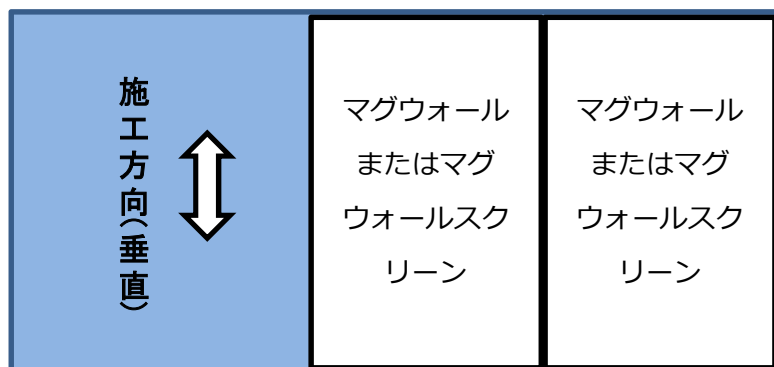 施工方向(垂直)
マグウォール
またはマグ
ウォールスク
リーン
マグウォール
またはマグ
ウォールスク
リーン